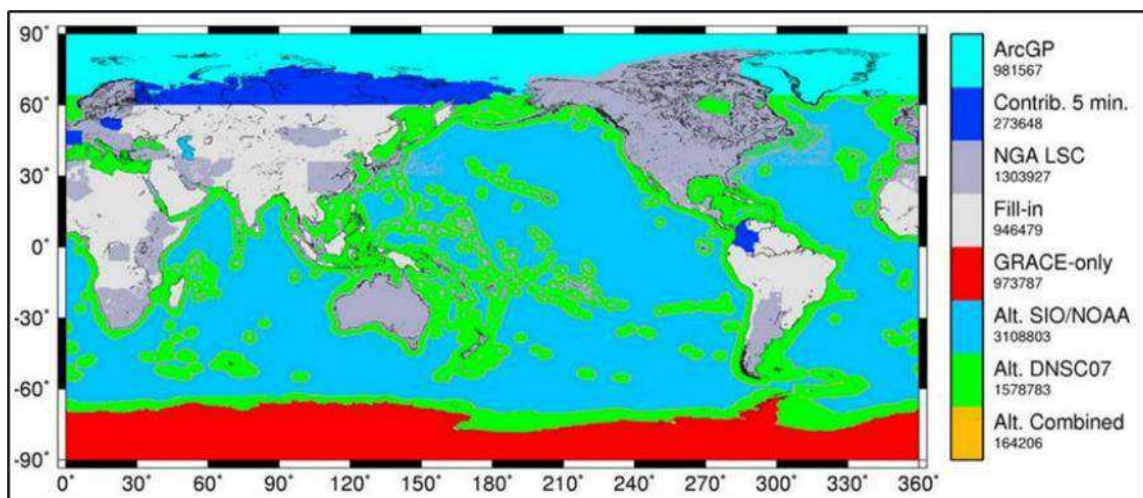 90°
60°
30°
0°
-30°
-60°
-90°
0° 30° 60° 90° 120° 150° 180° 210° 240° 270° 300° 330° 360°
ArcGP
981567
Contrib. 5 min.
273648
NGA LSC
1303927
Fill-in
946479
GRACE-only
973787
Alt. SIO/NOAA
3108803
Alt. DNSC07
1578783
Alt. Combined
164206